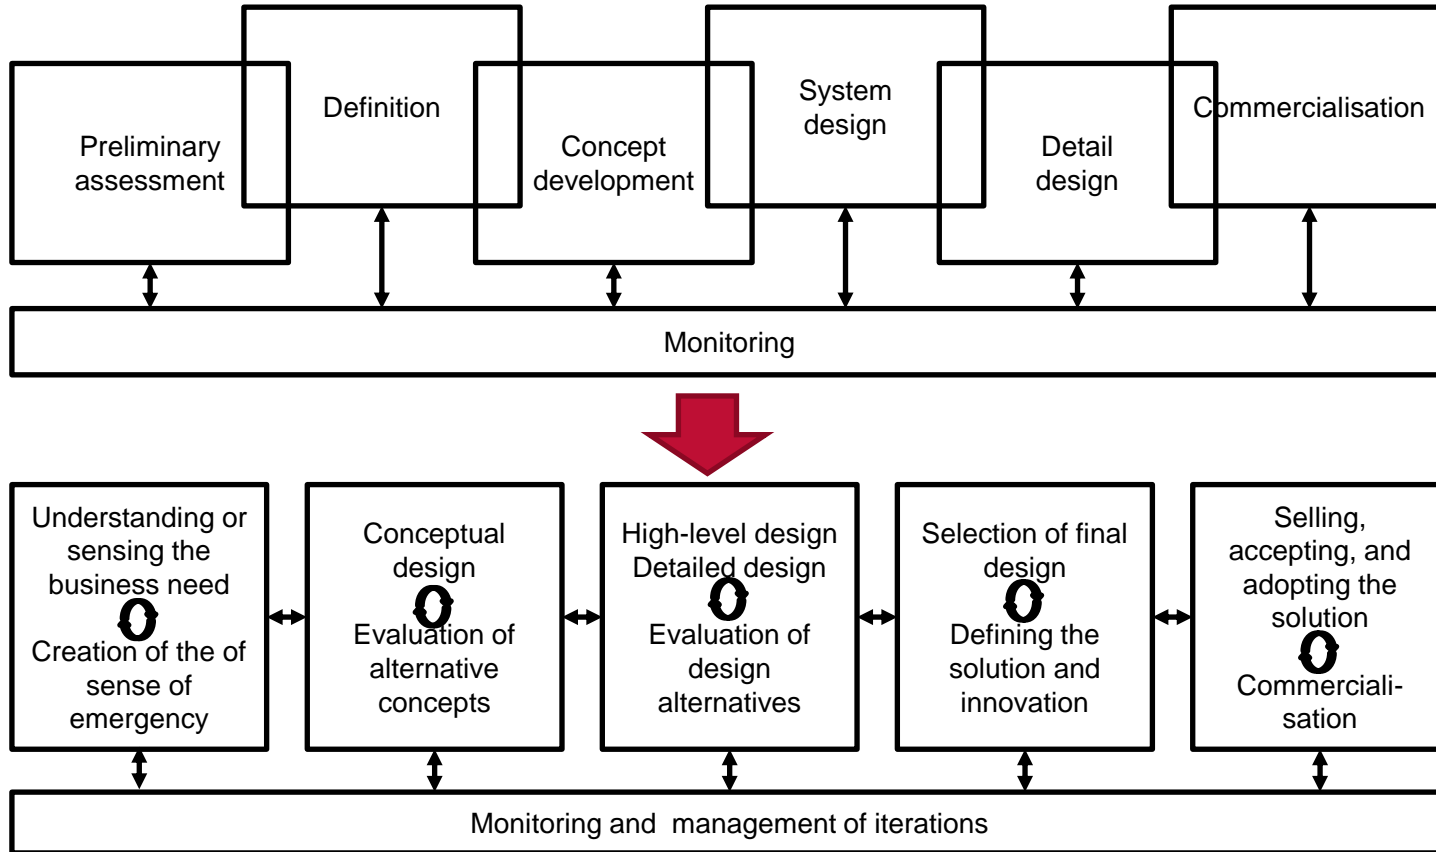 Preliminary
assessment
Definition
Concept
development
System
design
Detail
design
Commercialisation
Monitoring
Understanding or
sensing the
business need
Creation of the of
sense of
emergency
Conceptual
design
Evaluation of
alternative
concepts
High-level design
Detailed design
Evaluation of
design
alternatives
Selection of final
design
Defining the
solution and
innovation
Selling,
accepting, and
adopting the
solution
Commerciali-
sation
Monitoring and  management of iterations